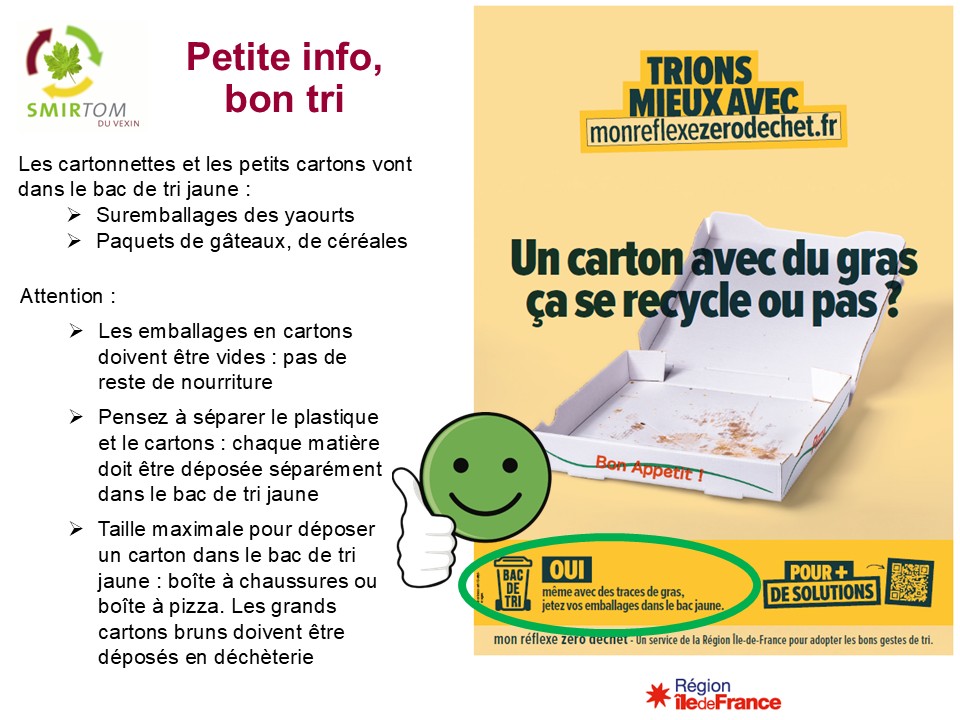 SMIRTOM
DU VEXIN
Petite info,
bon tri
Les cartonnettes et les petits cartons vont
dans le bac de tri jaune :
➢ Suremballages des yaourts
➢ Paquets de gâteaux, de céréales
Attention :
➢ Les emballages en cartons
doivent être vides : pas de
reste de nourriture
➢ Pensez à séparer le plastique
et le cartons : chaque matière
doit être déposée séparément
dans le bac de tri jaune
➢ Taille maximale pour déposer
un carton dans le bac de tri
jaune : boîte à chaussures ou
boîte à pizza. Les grands
cartons bruns doivent être
déposés en déchèterie
TRIONS
MIEUX AVEC
monreflexezerodechet.fr
Un carton avec du gras
ça se recycle ou pas ?
Bon Appetit !
BAC
DE
TRI
OUI
même avec des traces de gras,
jetez vos emballages dans le bac jaune.
POUR +
DE SOLUTIONS
mon réflexe zéro déchet - Un service de la Région Île-de-France pour adopter les bons gestes de tri.
Région
îledeFrance